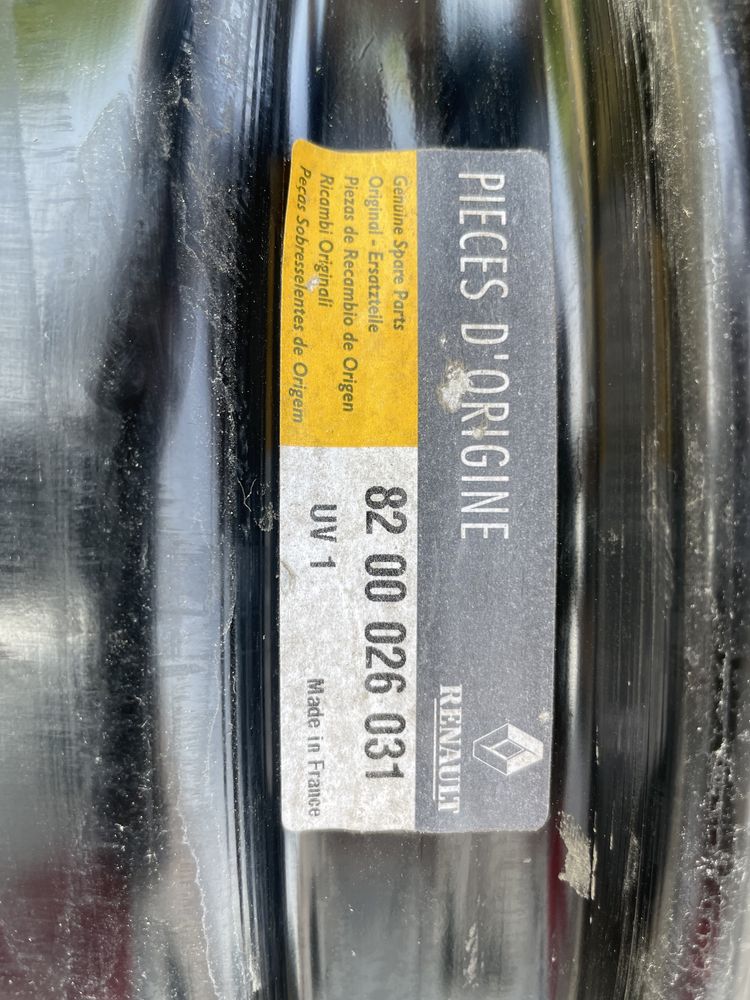 PIECES D'ORIGINE
RENAULT
Genuine Spare Parts
Original - Ersatzteile
Piezas de Recambio de Origen
Ricambi Originali
Peças Sobresselentes de Origem
82 00 026 031
UV 1
Made in France